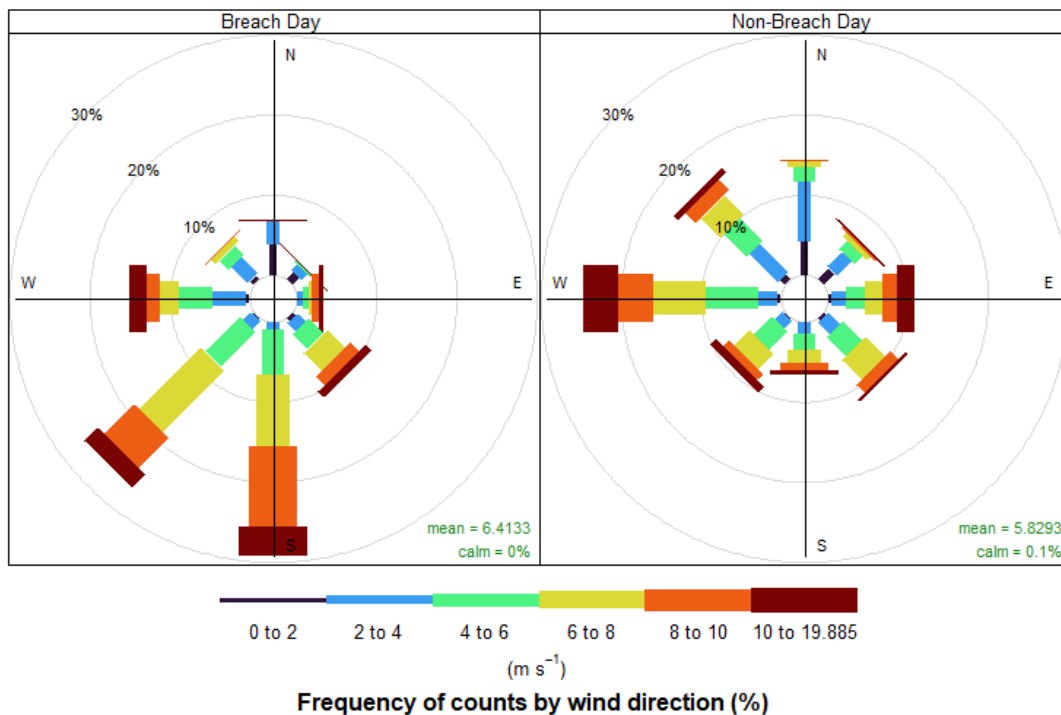 Breach Day
Non-Breach Day
N
30%
20%
10%
W
E
S
mean = 6.4133
calm = 0%
N
30%
20%
10%
W
E
S
mean = 5.8293
calm = 0.1%
0 to 2 2 to 4 4 to 6 6 to 8 8 to 10 10 to 19.885
(m s⁻¹)
Frequency of counts by wind direction (%)